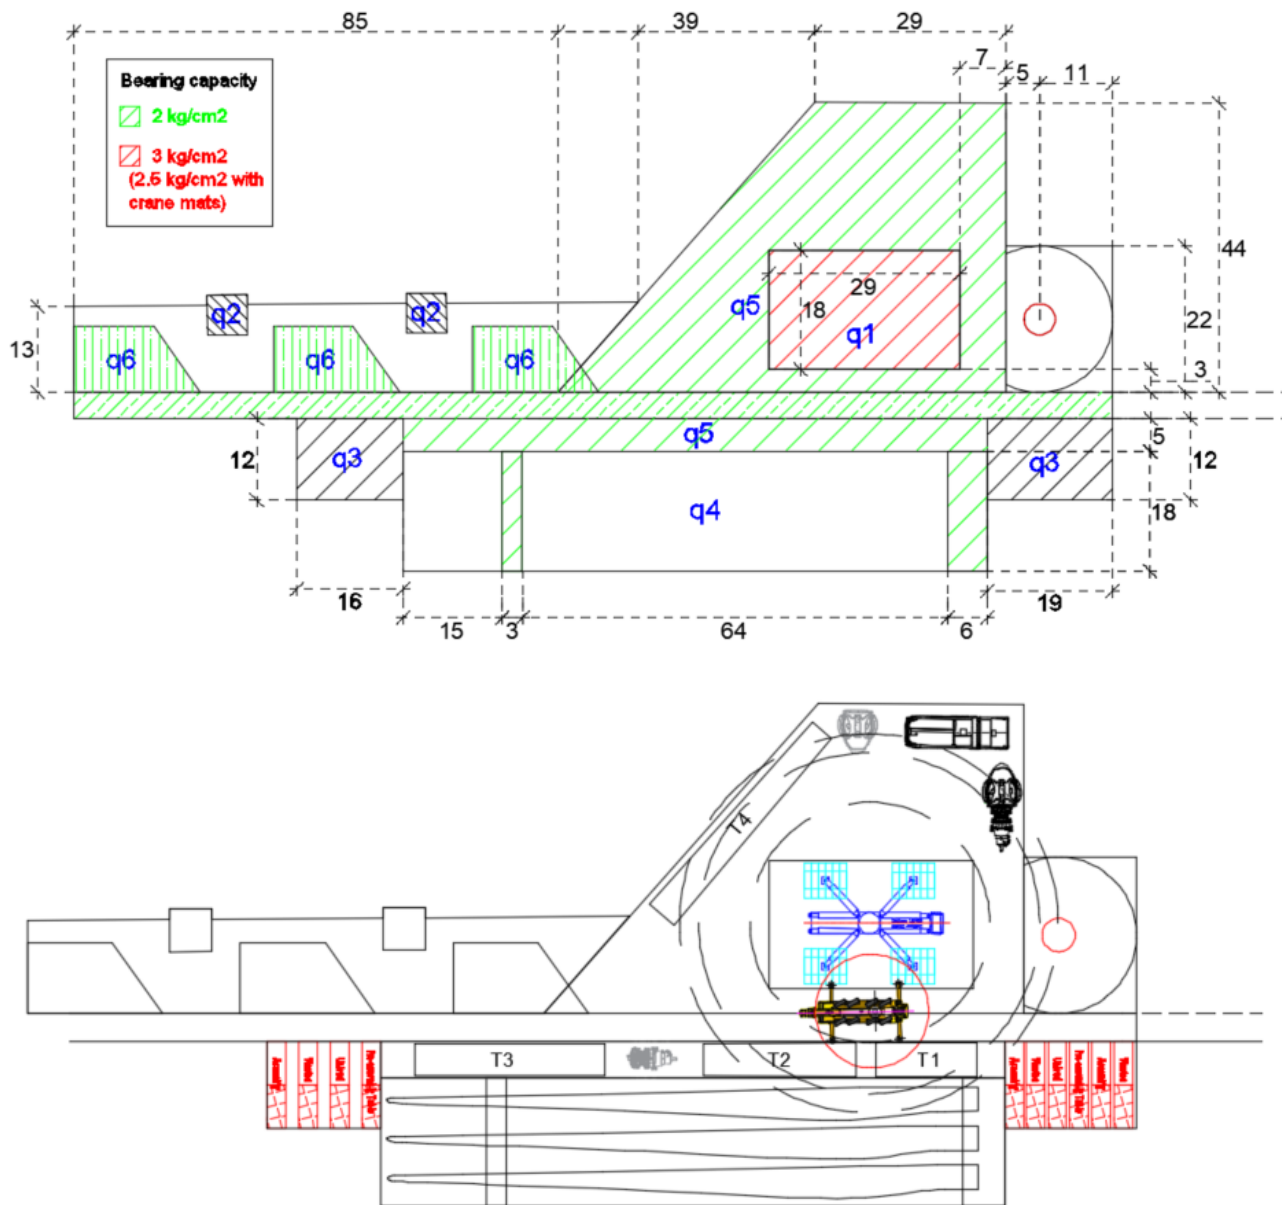 85
39
29
7
5
11
Bearing capacity
2 kg/cm2
3 kg/cm2
(2.5 kg/cm2 with
crane mats)
44
q2
q2
q5
29
18
q1
22
13
q6
q6
q6
3
q5
5
12
q3
q3
12
q4
18
16
19
15
3
64
6
T4
T3
T2
T1